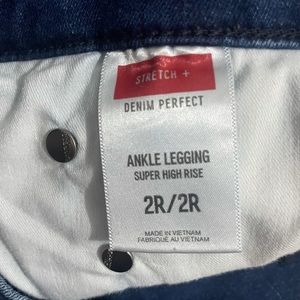 STRETCH +
DENIM PERFECT
ANKLE LEGGING
SUPER HIGH RISE
2R/2R
MADE IN VIETNAM
FABRIQUÉ AU VIETNAM